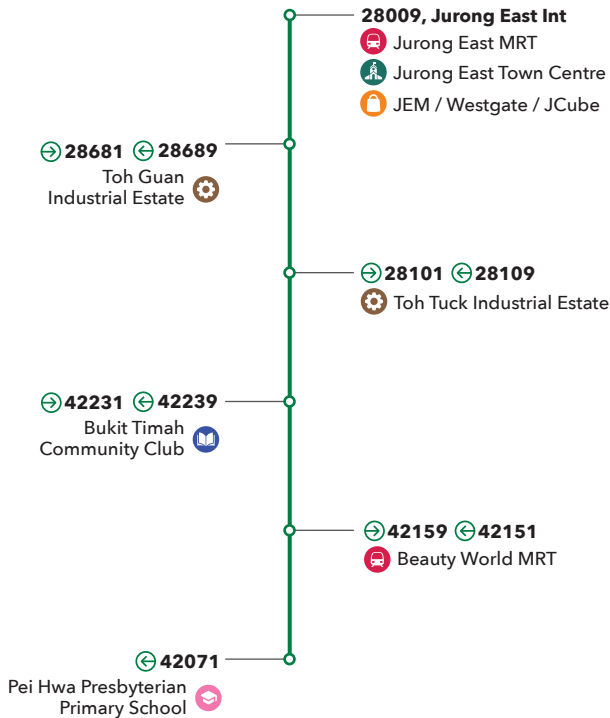 28009, Jurong East Int
Jurong East MRT
Jurong East Town Centre
JEM / Westgate / JCube
28681 28689
Toh Guan
Industrial Estate
28101 28109
Toh Tuck Industrial Estate
42231 42239
Bukit Timah
Community Club
42159 42151
Beauty World MRT
42071
Pei Hwa Presbyterian
Primary School